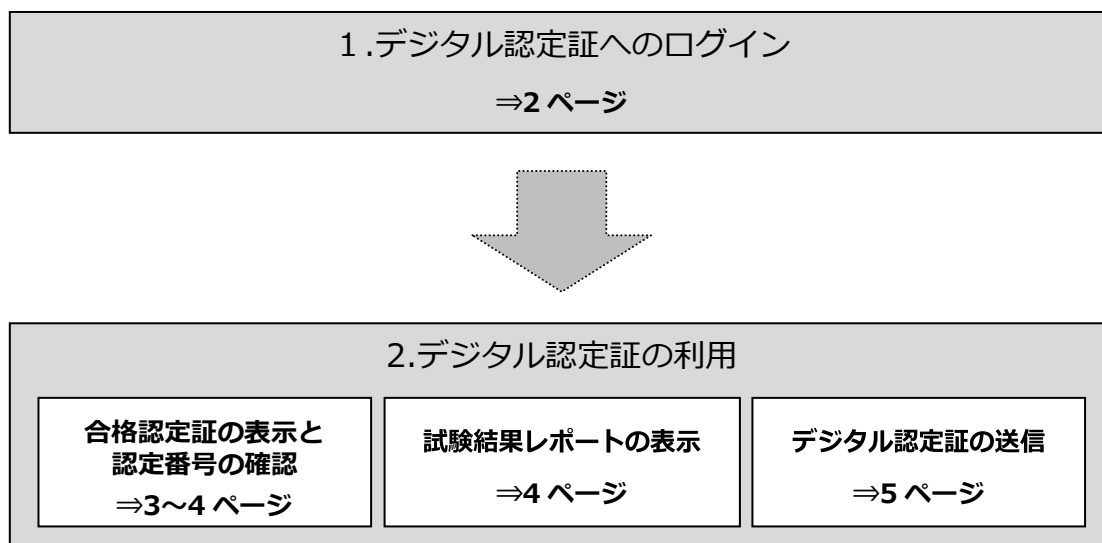 １.デジタル認定証へのログイン
⇒2 ページ
2.デジタル認定証の利用
合格認定証の表示と
認定番号の確認
⇒3～4 ページ
試験結果レポートの表示
⇒4 ページ
デジタル認定証の送信
⇒5 ページ